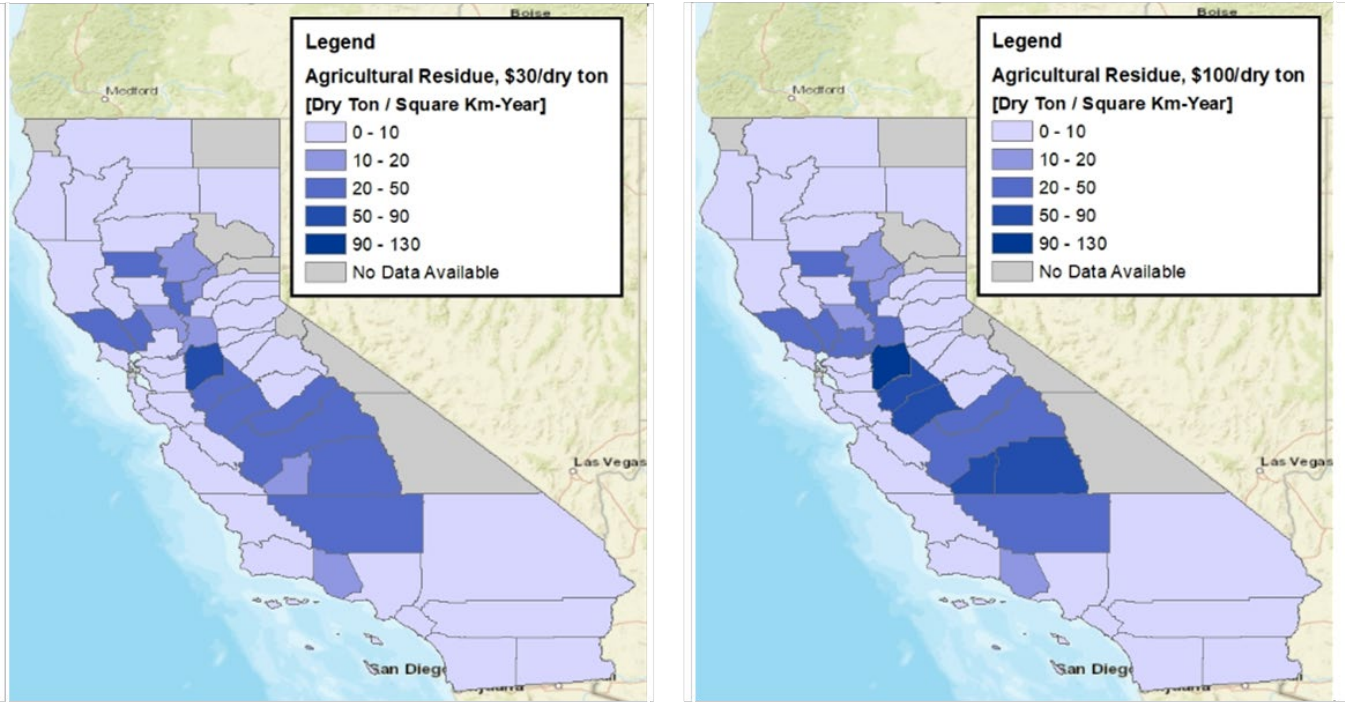 Boise
Legend
Agricultural Residue, $30/dry ton
[Dry Ton / Square Km-Year]
0 - 10
10 - 20
20 - 50
50 - 90
90 - 130
No Data Available
Medford
Las Vegas
San Diego
Boise
Legend
Agricultural Residue, $100/dry ton
[Dry Ton / Square Km-Year]
0 - 10
10 - 20
20 - 50
50 - 90
90 - 130
No Data Available
Medford
Las Vegas
San Diego